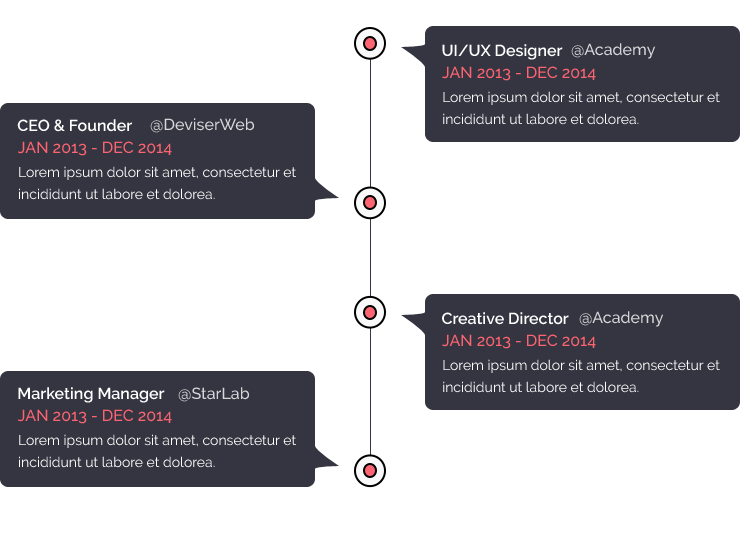 UI/UX Designer @Academy
JAN 2013 - DEC 2014
Lorem ipsum dolor sit amet, consectetur et
incididunt ut labore et dolorea.
CEO & Founder @DeviserWeb
JAN 2013 - DEC 2014
Lorem ipsum dolor sit amet, consectetur et
incididunt ut labore et dolorea.
Creative Director @Academy
JAN 2013 - DEC 2014
Lorem ipsum dolor sit amet, consectetur et
incididunt ut labore et dolorea.
Marketing Manager @StarLab
JAN 2013 - DEC 2014
Lorem ipsum dolor sit amet, consectetur et
incididunt ut labore et dolorea.